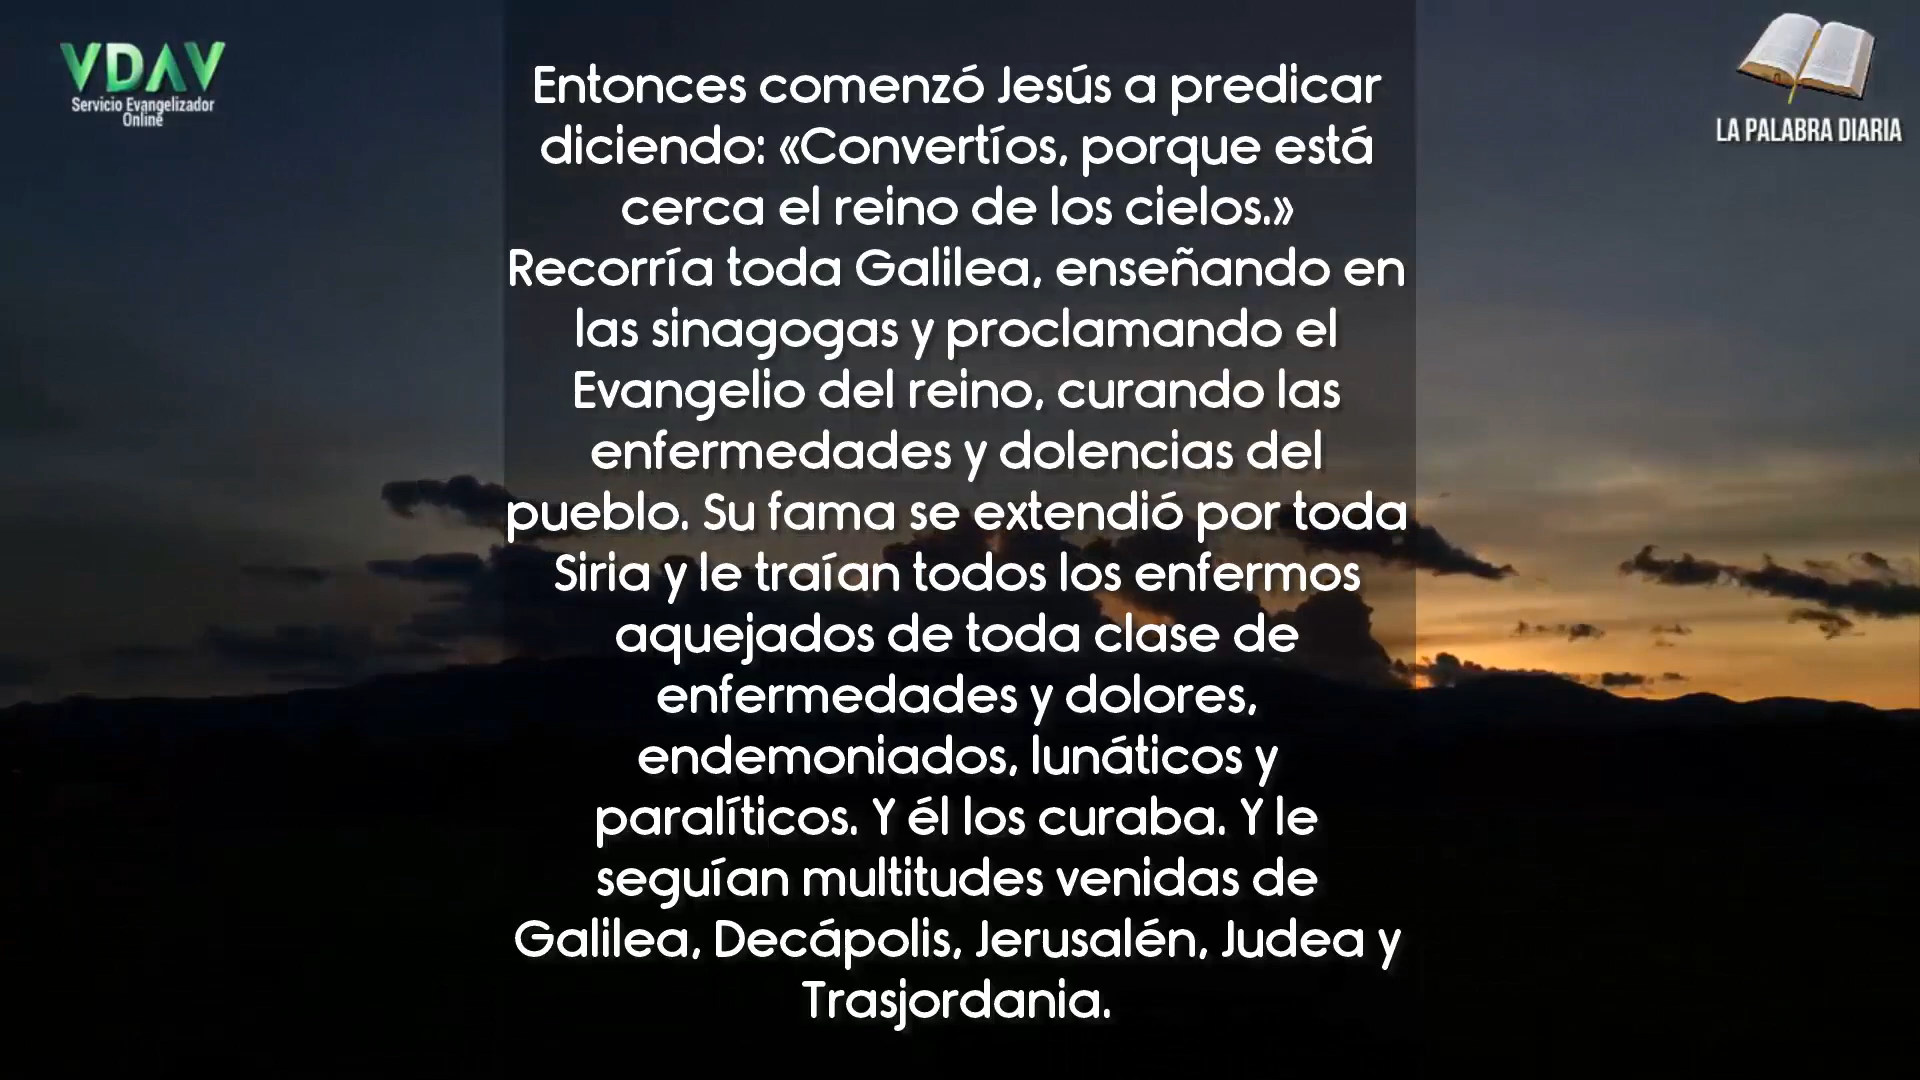 VDAV
Servicio Evangelizador
Online
LA PALABRA DIARIA
Entonces comenzó Jesús a predicar
diciendo: «Convertíos, porque está
cerca el reino de los cielos.»
Recorría toda Galilea, enseñando en
las sinagogas y proclamando el
Evangelio del reino, curando las
enfermedades y dolencias del
pueblo. Su fama se extendió por toda
Siria y le traían todos los enfermos
aquejados de toda clase de
enfermedades y dolores,
endemoniados, lunáticos y
paralíticos. Y él los curaba. Y le
seguían multitudes venidas de
Galilea, Decápolis, Jerusalén, Judea y
Trasjordania.